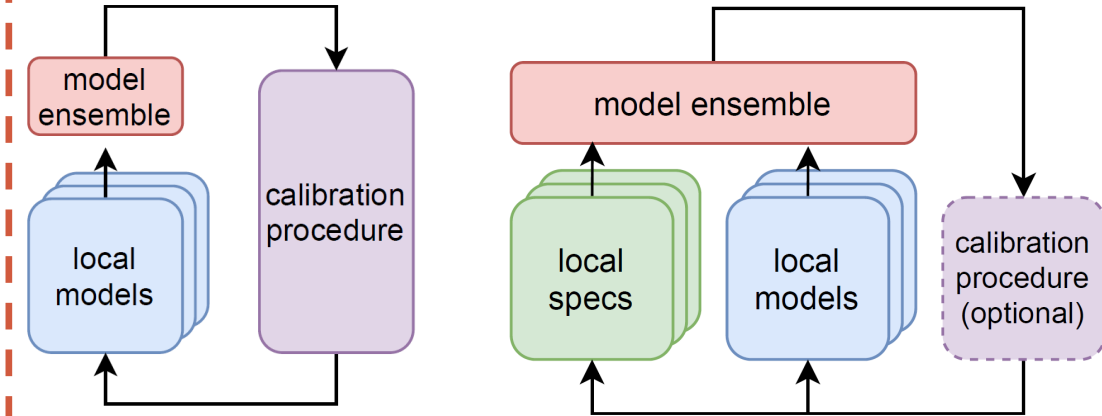 model
ensemble
local
models
calibration
procedure
model ensemble
local
specs
local
models
calibration
procedure
(optional)